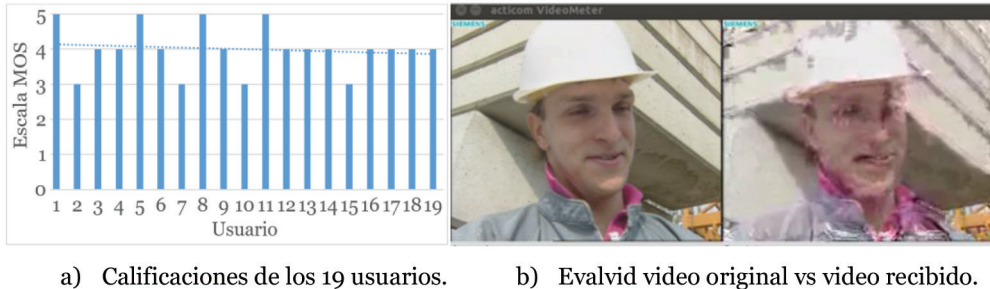 5
4
3
2
1
0
Escala MOS
1 2 3 4 5 6 7 8 9 10 11 12 13 14 15 16 17 18 19
Usuario
acticom VideoMeter
SIEMENS
SIEMENS
a) Calificaciones de los 19 usuarios.
b) Evalvid video original vs video recibido.